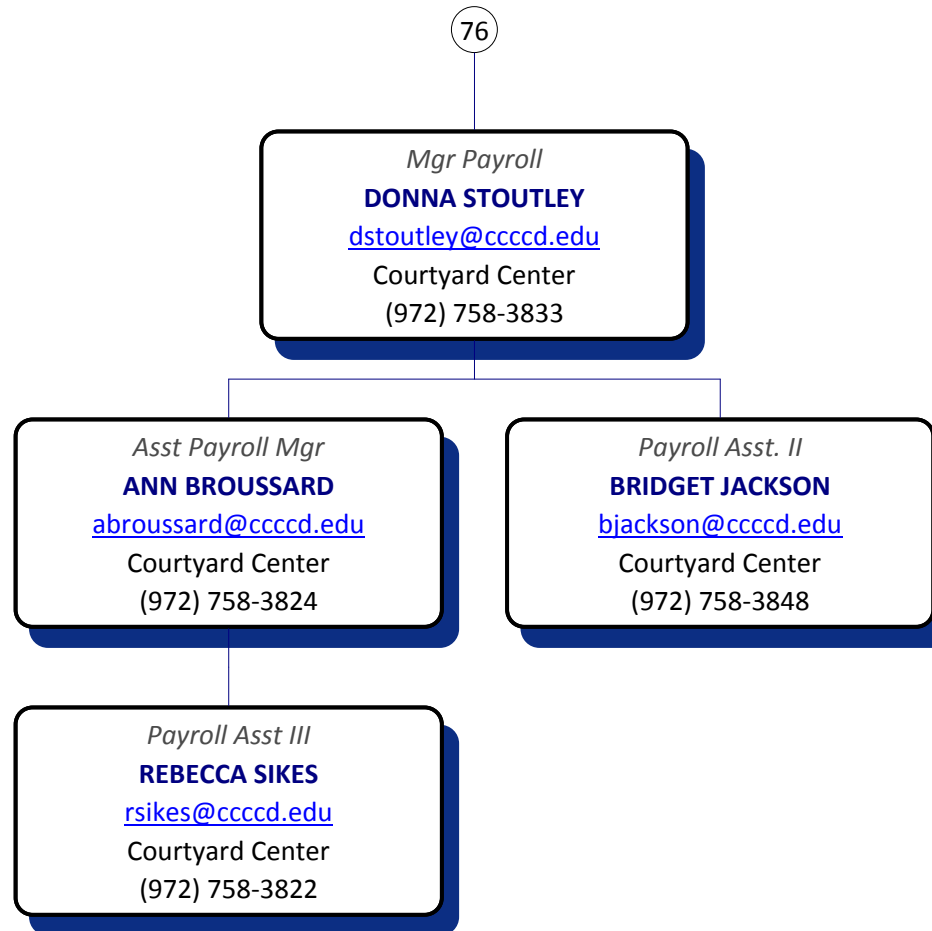 76
Mgr Payroll
DONNA STOUTLEY
dstoutley@ccccd.edu
Courtyard Center
(972) 758-3833
Asst Payroll Mgr
ANN BROUSSARD
abroussard@ccccd.edu
Courtyard Center
(972) 758-3824
Payroll Asst. II
BRIDGET JACKSON
bjackson@ccccd.edu
Courtyard Center
(972) 758-3848
Payroll Asst III
REBECCA SIKES
rsikes@ccccd.edu
Courtyard Center
(972) 758-3822